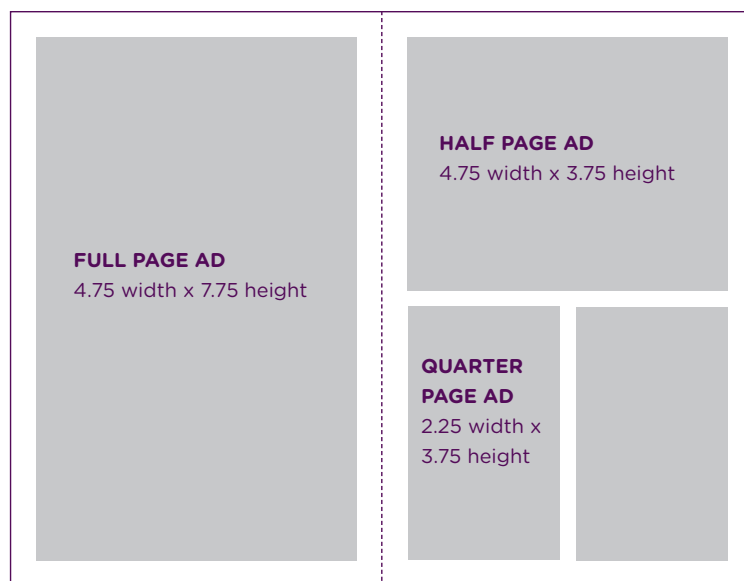 FULL PAGE AD
4.75 width x 7.75 height
HALF PAGE AD
4.75 width x 3.75 height
QUARTER
PAGE AD
2.25 width x
3.75 height